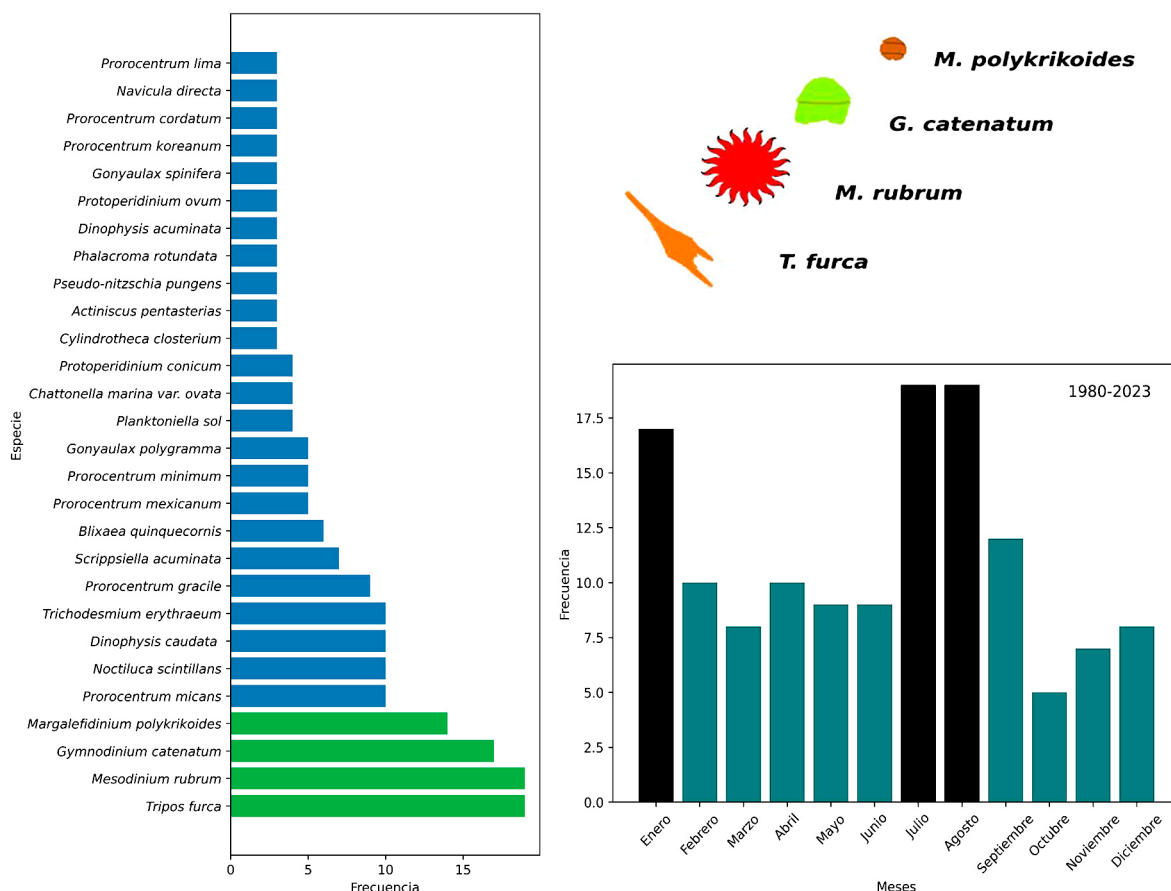 Prorocentrum lima
Navicula directa
Prorocentrum cordatum
Prorocentrum koreanum
Gonyaulax spinifera
Protoperidinium ovum
Dinophysis acuminata
Phalacroma rotundata
Pseudo-nitzschia pungens
Actiniscus pentasterias
Cylindrotheca closterium
Protoperidinium conicum
Chattonella marina var. ovata
Planktoniella sol
Gonyaulax polygramma
Prorocentrum minimum
Prorocentrum mexicanum
Blixaea quinquecornis
Scrippsiella acuminata
Prorocentrum gracile
Trichodesmium erythraeum
Dinophysis caudata
Noctiluca scintillans
Prorocentrum micans
Margalefidinium polykrikoides
Gymnodinium catenatum
Mesodinium rubrum
Tripos furca
Especie
0 5 10 15
Frecuencia
M. polykrikoides
G. catenatum
M. rubrum
T. furca
1980-2023
17.5
15.0
12.5
10.0
7.5
5.0
2.5
0.0
Frecuencia
Enero Febrero Marzo Abril Mayo Junio Julio Agosto Septiembre Octubre Noviembre Diciembre
Meses